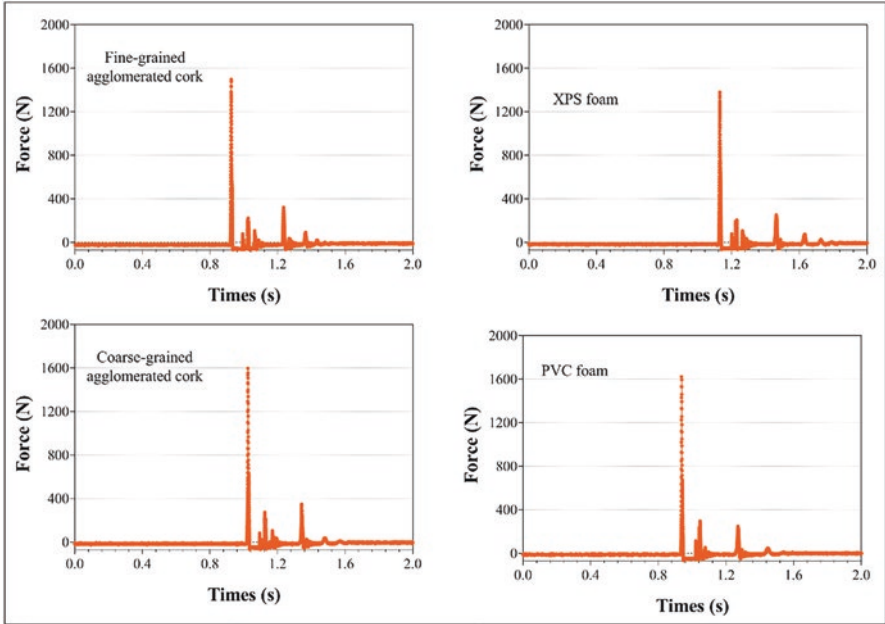 2000
1600
1200
800
400
0
Force (N)
Fine-grained
agglomerated cork
0.0 0.4 0.8 1.2 1.6 2.0
Times (s)
2000
1600
1200
800
400
0
Force (N)
XPS foam
0.0 0.4 0.8 1.2 1.6 2.0
Times (s)
2000
1600
1200
800
400
0
Force (N)
Coarse-grained
agglomerated cork
0.0 0.4 0.8 1.2 1.6 2.0
Times (s)
2000
1600
1200
800
400
0
Force (N)
PVC foam
0.0 0.4 0.8 1.2 1.6 2.0
Times (s)